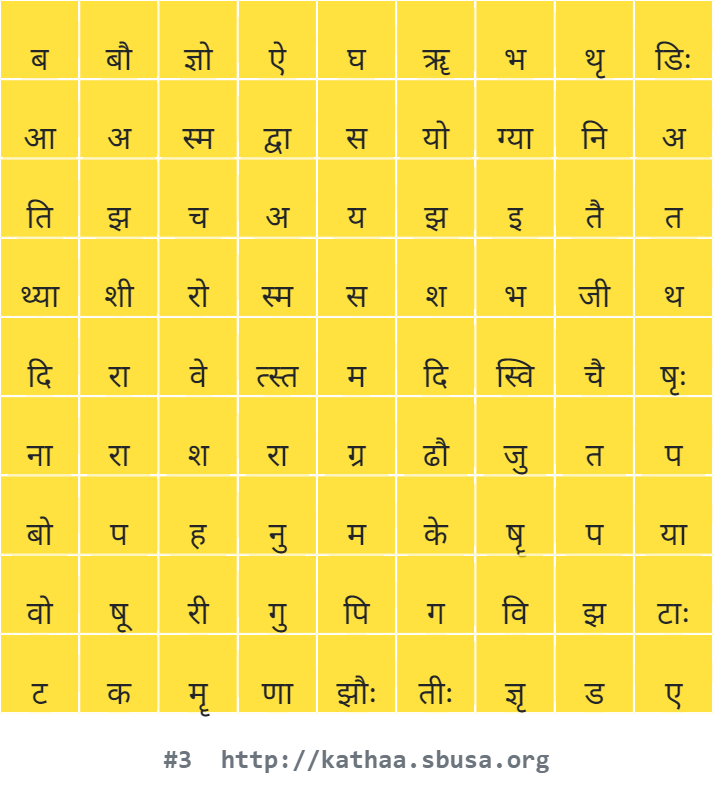 ब बौ ज्ञो ऐ घ ॠ भ थृ डिः
आ अ स्म द्वा स यो ग्या नि अ
ति झ च अ य झ इ तै त
थ्या शी रो स्म स श भ जी थ
दि रा वे त्स्त म दि स्वि चै षृः
ना रा श रा ग्र ढौ जु त प
बो प ह नु म के षॄ प या
वो षू री गु पि ग वि झ टाः
ट क मॄ णा झौः तीः ज्ञृ ड ए
#3 http://kathaa.sbusa.org